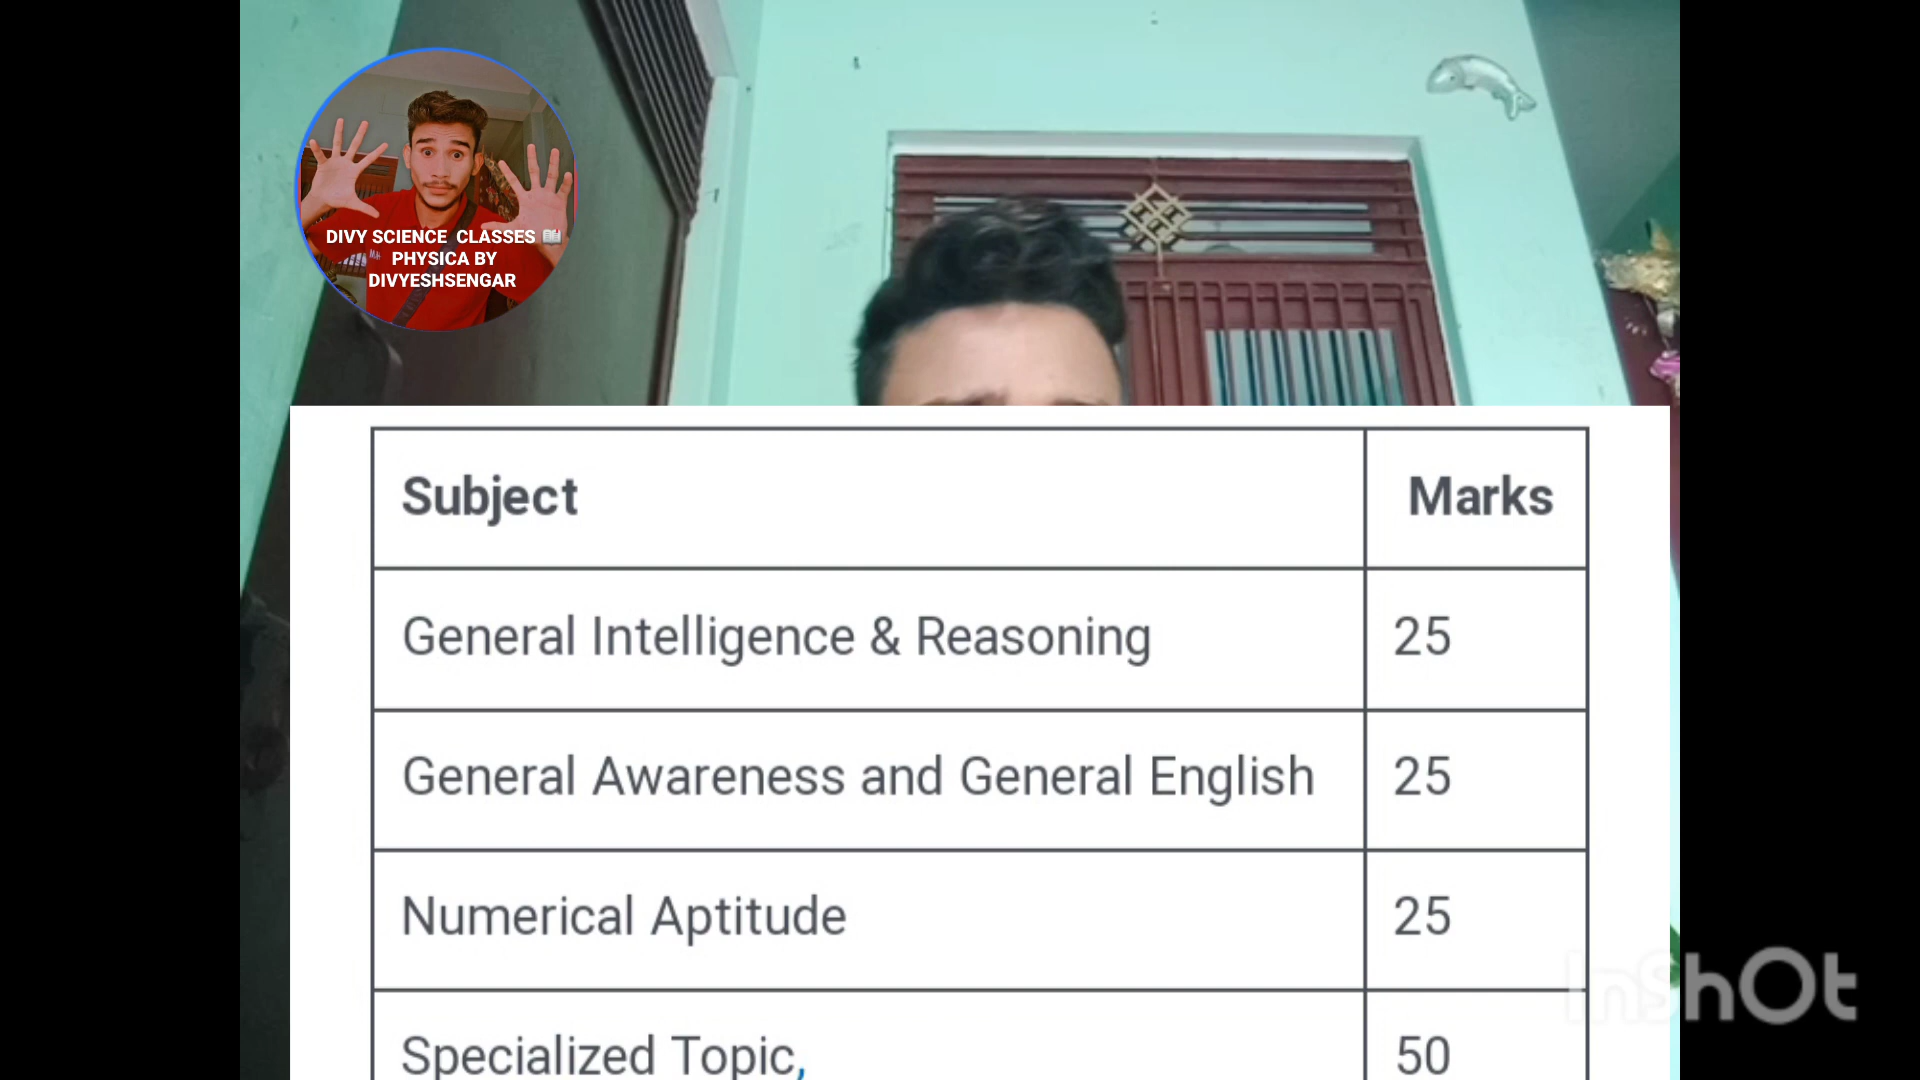 DIVY SCIENCE CLASSES
PHYSICA BY
DIVYESHSENGAR
Subject Marks
General Intelligence & Reasoning 25
General Awareness and General English 25
Numerical Aptitude 25
Specialized Topic, 50
InShOt